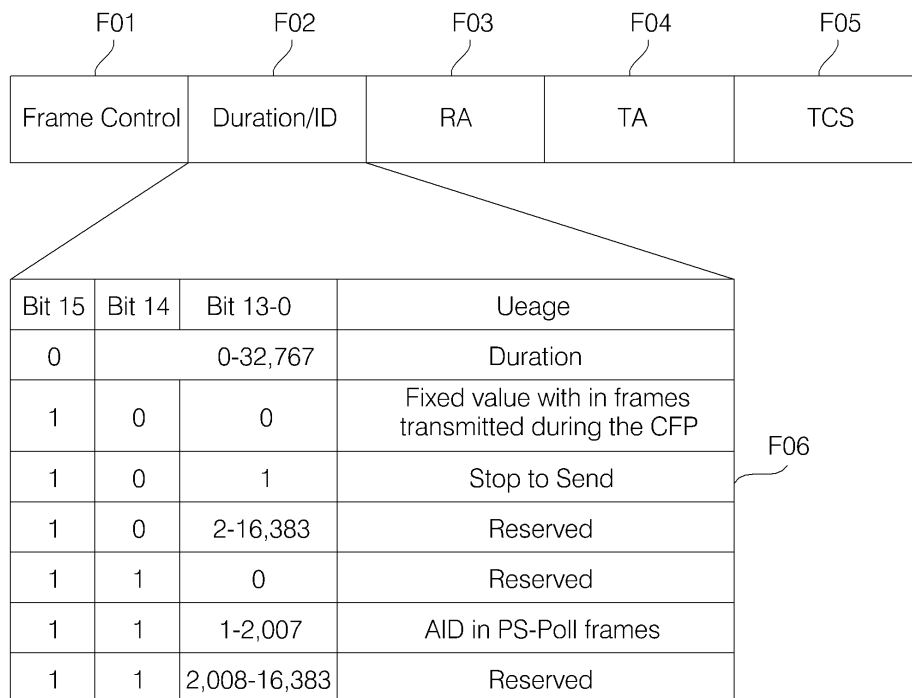 F01 F02 F03 F04 F05
Frame Control Duration/ID RA TA TCS
Bit 15 Bit 14 Bit 13-0 Ueage
0 0-32,767 Duration
1 0 0 Fixed value with in frames
transmitted during the CFP
F06
1 0 1 Stop to Send
1 0 2-16,383 Reserved
1 1 0 Reserved
1 1 1-2,007 AID in PS-Poll frames
1 1 2,008-16,383 Reserved